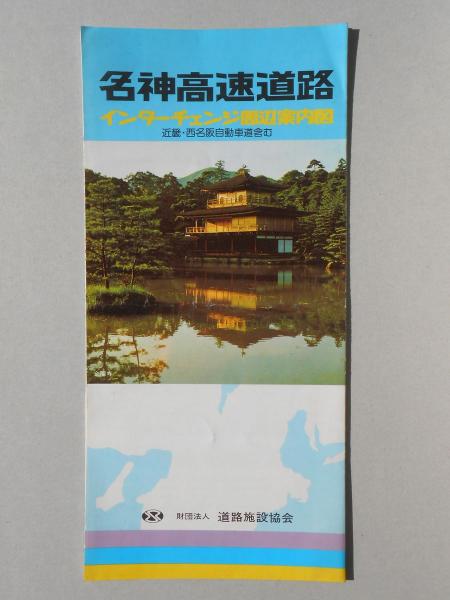 名神高速道路
インターチェンジ周辺案内図
近畿・西名阪自動車道含む
財団法人 道路施設協会